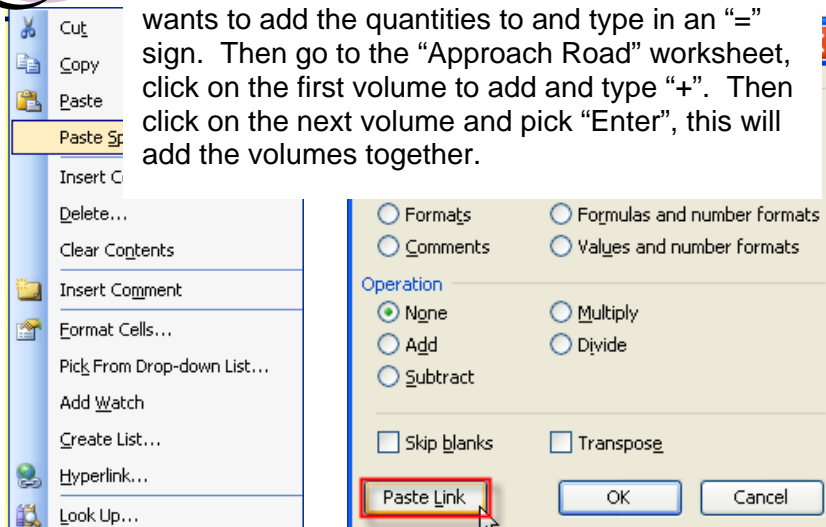 wants to add the quantities to and type in an “=”
sign. Then go to the “Approach Road” worksheet,
click on the first volume to add and type “+”. Then
click on the next volume and pick “Enter”, this will
add the volumes together.
Cut
Copy
Paste
Paste Sp
Insert C
Delete...
Clear Contents
Insert Comment
Format Cells...
Pick From Drop-down List...
Add Watch
Create List...
Hyperlink...
Look Up...
Formats Formulas and number formats
Comments Values and number formats
Operation
None Multiply
Add Divide
Subtract
Skip blanks Transpose
Paste Link OK Cancel